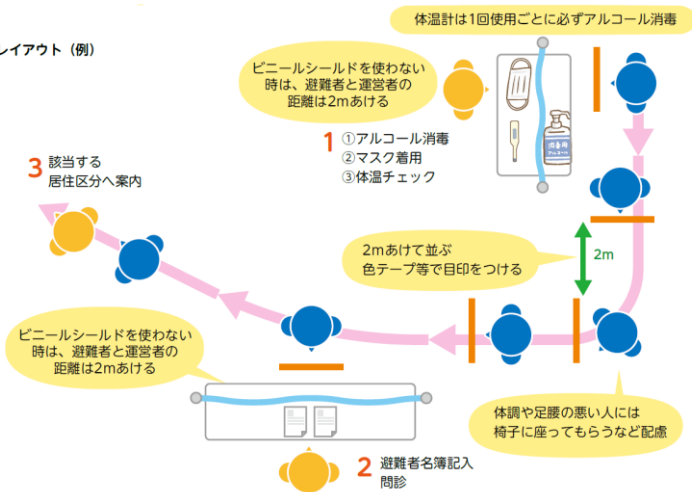 体温計は1回使用ごとに必ずアルコール消毒
レイアウト（例）
ビニールシールドを使わない
時は、避難者と運営者の
距離は2mあける
1
①アルコール消毒
②マスク着用
③体温チェック
消毒用
アルコール
3 該当する
居住区分へ案内
2mあけて並ぶ
色テープ等で目印をつける
2m
ビニールシールドを使わない
時は、避難者と運営者の
距離は2mあける
体調や足腰の悪い人には
椅子に座ってもらうなど配慮
2 避難者名簿記入
問診